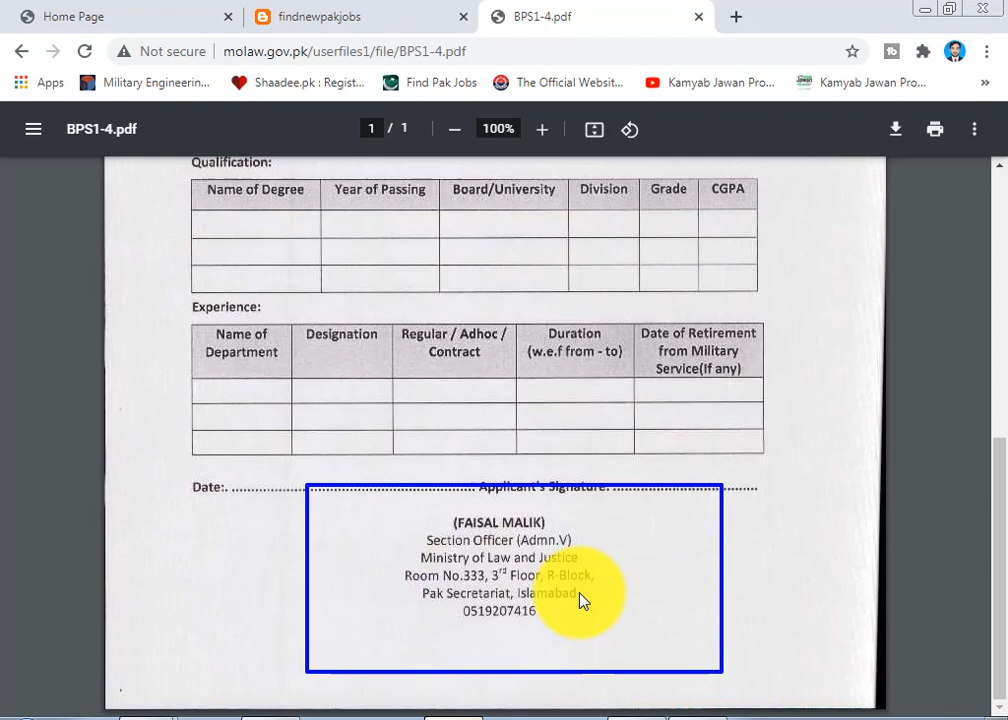 Home Page
findnewpakjobs
BPS1-4.pdf
Not secure | molaw.gov.pk/userfiles1/file/BPS1-4.pdf
Apps
Military Engineerin...
Shaadee.pk : Regist...
Find Pak Jobs
The Official Websit...
Kamyab Jawan Pro...
Kamyab Jawan Pro...
BPS1-4.pdf
1 / 1
100%
Qualification:
Name of Degree Year of Passing Board/University Division Grade CGPA
Experience:
Name of Department Designation Regular / Adhoc / Contract Duration (w.e.f from - to) Date of Retirement from Military Service(If any)
Date:. ........................................................ Applicant's Signature: .................................
(FAISAL MALIK)
Section Officer (Admn.V)
Ministry of Law and Justice
Room No.333, 3rd Floor, R-Block,
Pak Secretariat, Islamabad
0519207416